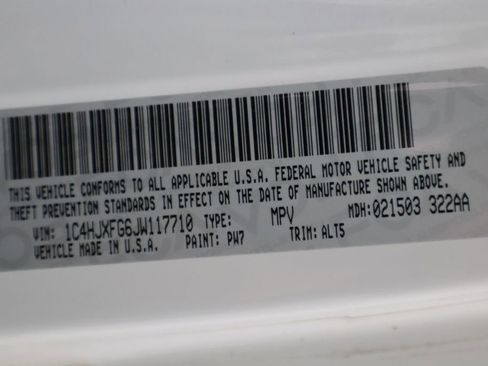 THIS VEHICLE CONFORMS TO ALL APPLICABLE U.S.A. FEDERAL MOTOR VEHICLE SAFETY AND
THEFT PREVENTION STANDARDS IN EFFECT ON THE DATE OF MANUFACTURE SHOWN ABOVE.
VIN: 1C4HJXFG6JW117710 TYPE: MPV MDH:021503 322AA
VEHICLE MADE IN U.S.A. PAINT: PW7 TRIM: ALT5